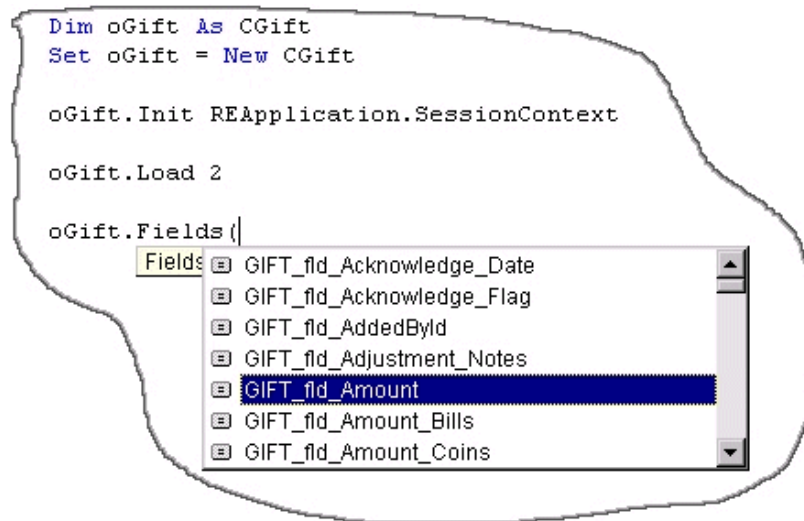 Dim oGift As CGift
Set oGift = New CGift
oGift.Init REApplication.SessionContext
oGift.Load 2
oGift.Fields(
Fields
GIFT_fld_Acknowledge_Date
GIFT_fld_Acknowledge_Flag
GIFT_fld_AddedById
GIFT_fld_Adjustment_Notes
GIFT_fld_Amount
GIFT_fld_Amount_Bills
GIFT_fld_Amount_Coins